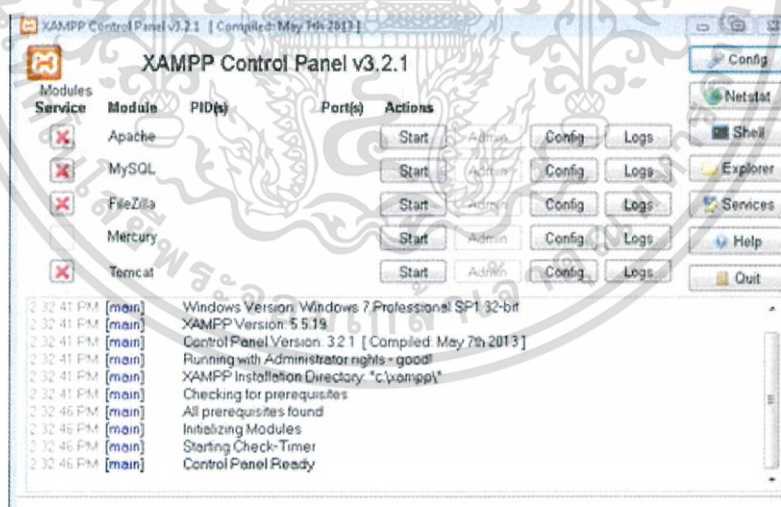 XAMPP Control Panel v3.2.1 [ Compiled: May 7th 2013 ]
XAMPP Control Panel v3.2.1
Config
Modules
Service Module PID(s) Port(s) Actions
Netstat
Apache Start Admin Config Logs
Shell
MySQL Start Admin Config Logs
Explorer
FileZilla Start Admin Config Logs
Services
Mercury Start Admin Config Logs
Help
Tomcat Start Admin Config Logs
Quit
2:32:41 PM [main] Windows Version: Windows 7 Professional SP1 32-bit
2:32:41 PM [main] XAMPP Version: 5.5.19
2:32:41 PM [main] Control Panel Version: 3.2.1 [ Compiled: May 7th 2013 ]
2:32:41 PM [main] Running with Administrator rights - good!
2:32:41 PM [main] XAMPP Installation Directory: "c:\xampp\"
2:32:41 PM [main] Checking for prerequisites
2:32:46 PM [main] All prerequisites found
2:32:46 PM [main] Initializing Modules
2:32:46 PM [main] Starting Check-Timer
2:32:46 PM [main] Control Panel Ready